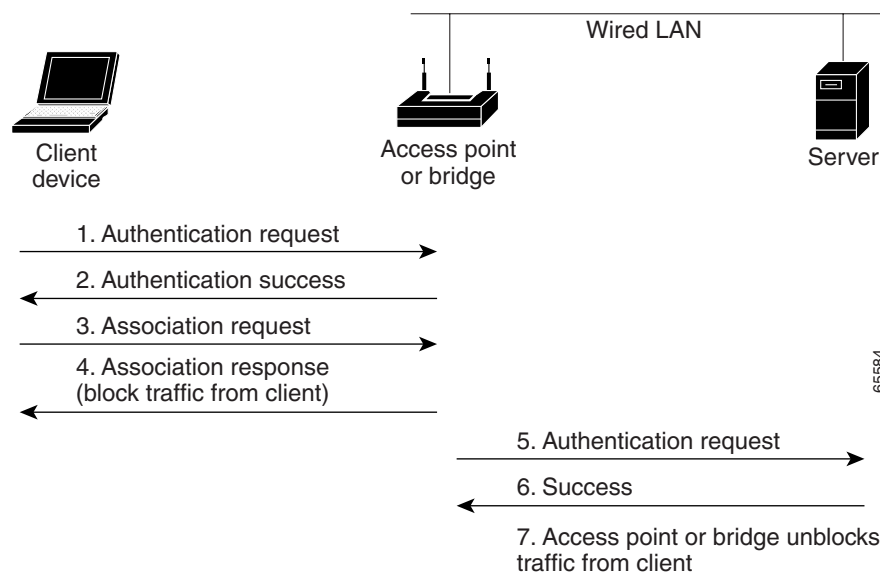 Wired LAN
Client
device
Access point
or bridge
Server
1. Authentication request
2. Authentication success
3. Association request
4. Association response
(block traffic from client)
65584
5. Authentication request
6. Success
7. Access point or bridge unblocks
traffic from client